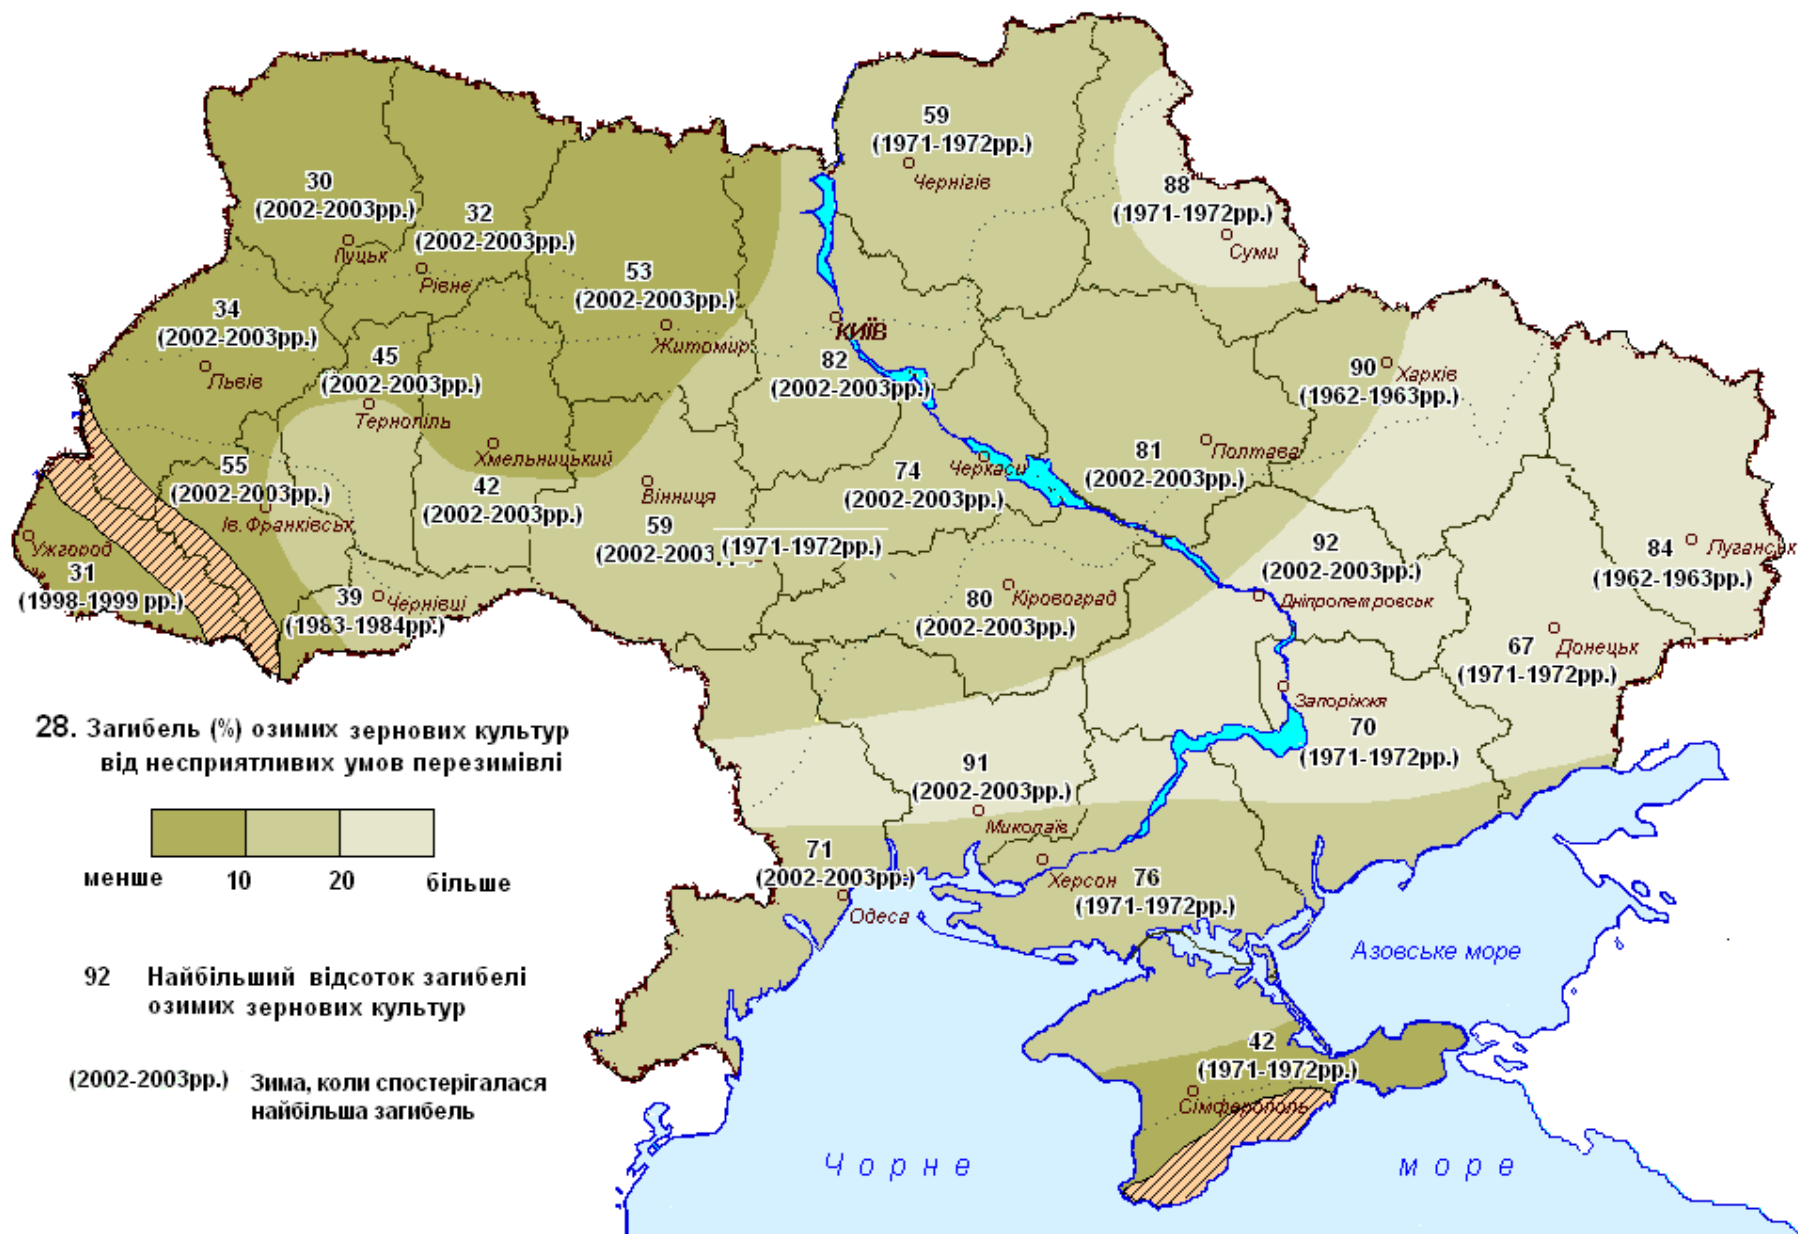 59
(1971-1972рр.)
Чернігів
88
(1971-1972рр.)
Суми
30
(2002-2003рр.)
Луцьк
32
(2002-2003рр.)
Рівне
53
(2002-2003рр.)
Житомир
34
(2002-2003рр.)
Львів
45
(2002-2003рр.)
Тернопіль
КИЇВ
82
(2002-2003рр.)
90
Харків
(1962-1963рр.)
Хмельницький
42
(2002-2003рр.)
55
(2002-2003рр.)
Ів. Франківськ
Вінниця
59
(2002-2003
(1971-1972рр.)
Черкаси
74
(2002-2003рр.)
Полтава
81
(2002-2003рр.)
Ужгород
31
(1998-1999 рр.)
39
Чернівці
(1983-1984рр.)
80
Кіровоград
(2002-2003рр.)
92
(2002-2003рр.)
Дніпропетровськ
84
Луганськ
(1962-1963рр.)
67
Донецьк
(1971-1972рр.)
Запоріжжя
70
(1971-1972рр.)
91
(2002-2003рр.)
Миколаїв
71
(2002-2003рр.)
Одеса
Херсон
76
(1971-1972рр.)
Азовське море
42
(1971-1972рр.)
Сімферополь
Чорне море
28. Загибель (%) озимих зернових культур
від несприятливих умов перезимівлі
менше 10 20 більше
92 Найбільший відсоток загибелі
озимих зернових культур
(2002-2003рр.) Зима, коли спостерігалася
найбільша загибель